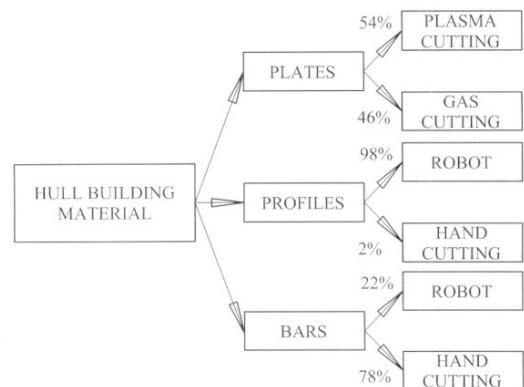 54%
PLASMA
CUTTING
PLATES
46%
GAS
CUTTING
98%
ROBOT
HULL BUILDING
MATERIAL
PROFILES
2%
HAND
CUTTING
22%
ROBOT
BARS
78%
HAND
CUTTING